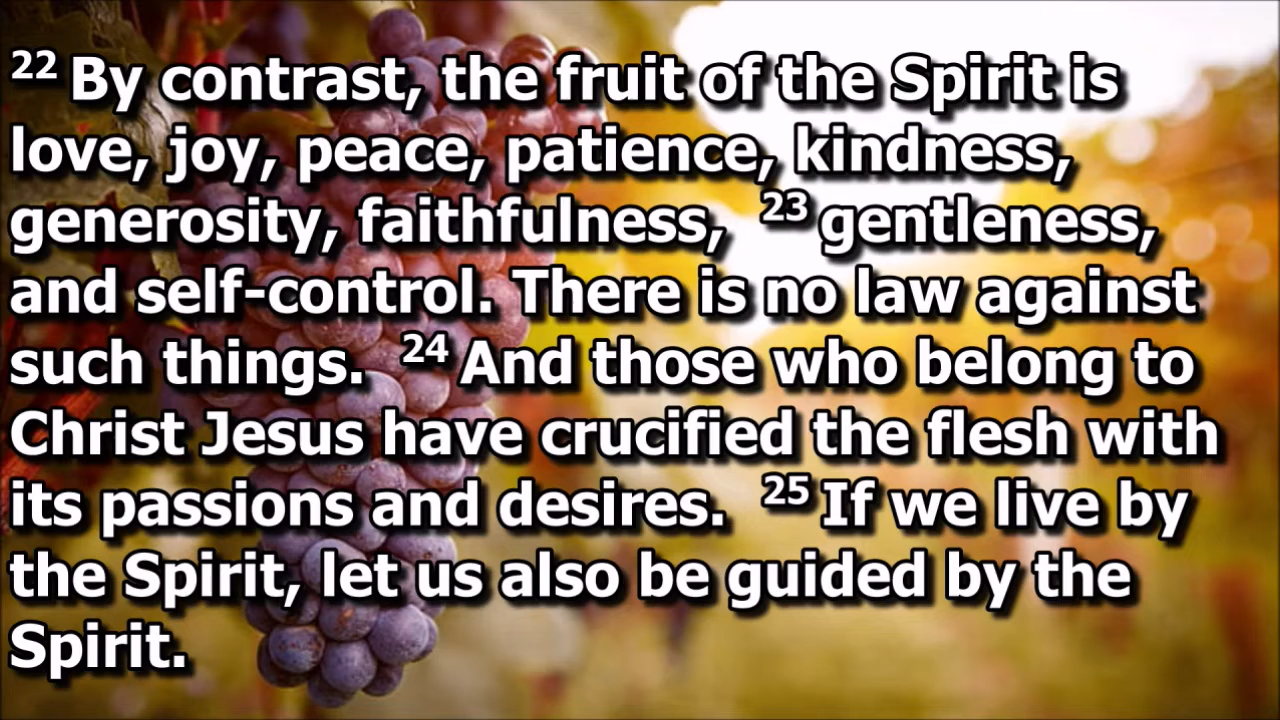 22 By contrast, the fruit of the Spirit is
love, joy, peace, patience, kindness,
generosity, faithfulness, 23 gentleness,
and self-control. There is no law against
such things. 24 And those who belong to
Christ Jesus have crucified the flesh with
its passions and desires. 25 If we live by
the Spirit, let us also be guided by the
Spirit.